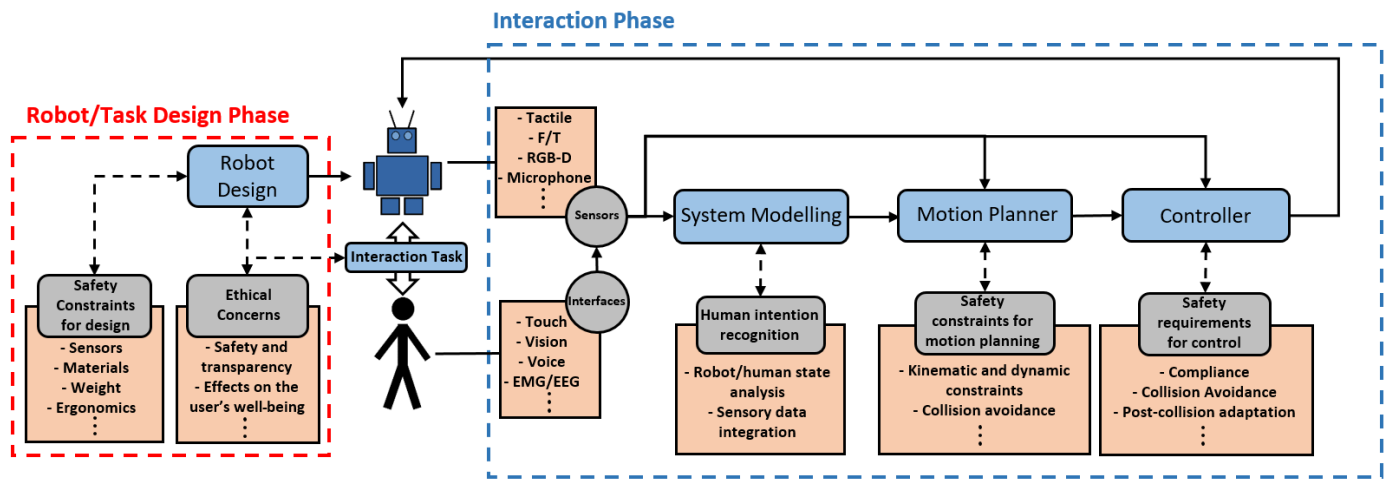 Interaction Phase
Robot/Task Design Phase
Robot
Design
Safety
Constraints
for design
- Sensors
- Materials
- Weight
- Ergonomics
Ethical
Concerns
- Safety and
transparency
- Effects on the
user's well-being
Interaction Task
- Tactile
- F/T
- RGB-D
- Microphone
Sensors
Interfaces
- Touch
- Vision
- Voice
- EMG/EEG
System Modelling
Human intention
recognition
- Robot/human state
analysis
- Sensory data
integration
Motion Planner
Safety
constraints for
motion planning
- Kinematic and dynamic
constraints
- Collision avoidance
Controller
Safety
requirements
for control
- Compliance
- Collision Avoidance
- Post-collision adaptation